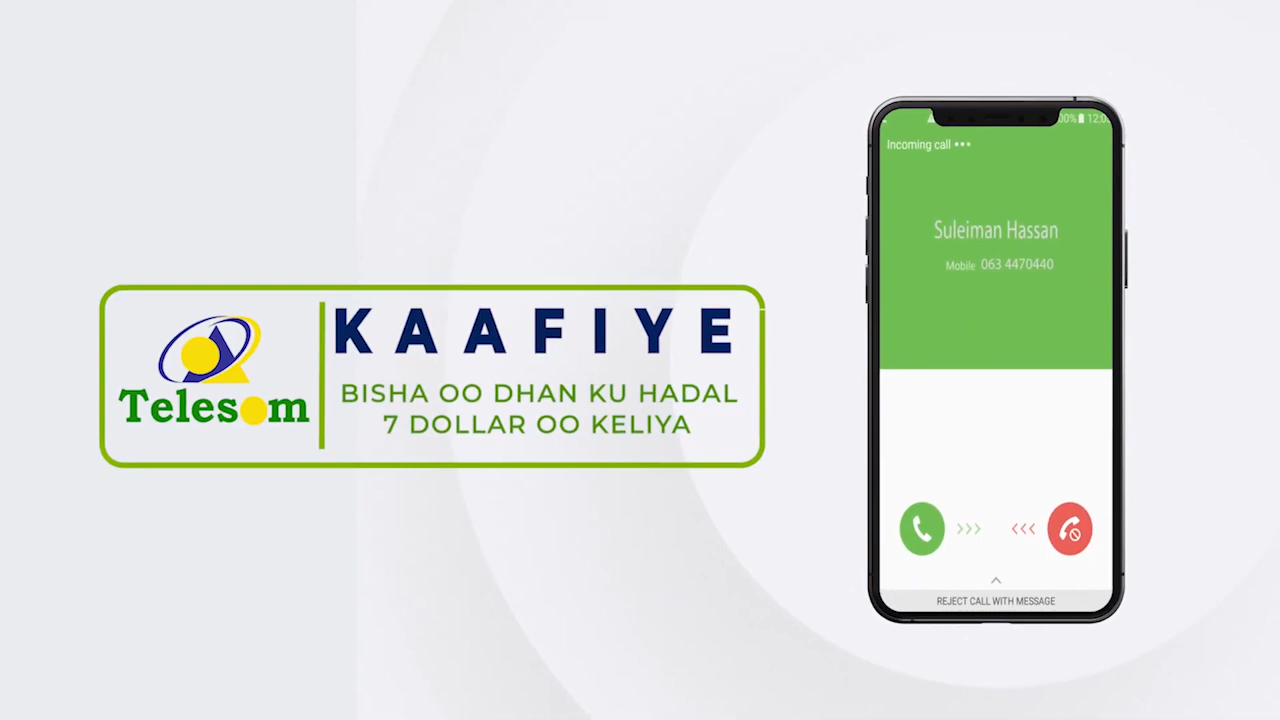 Telesom
KAAFIYE
BISHA OO DHAN KU HADAL
7 DOLLAR OO KELIYA
Incoming call •••
Suleiman Hassan
Mobile 063 4470440
REJECT CALL WITH MESSAGE